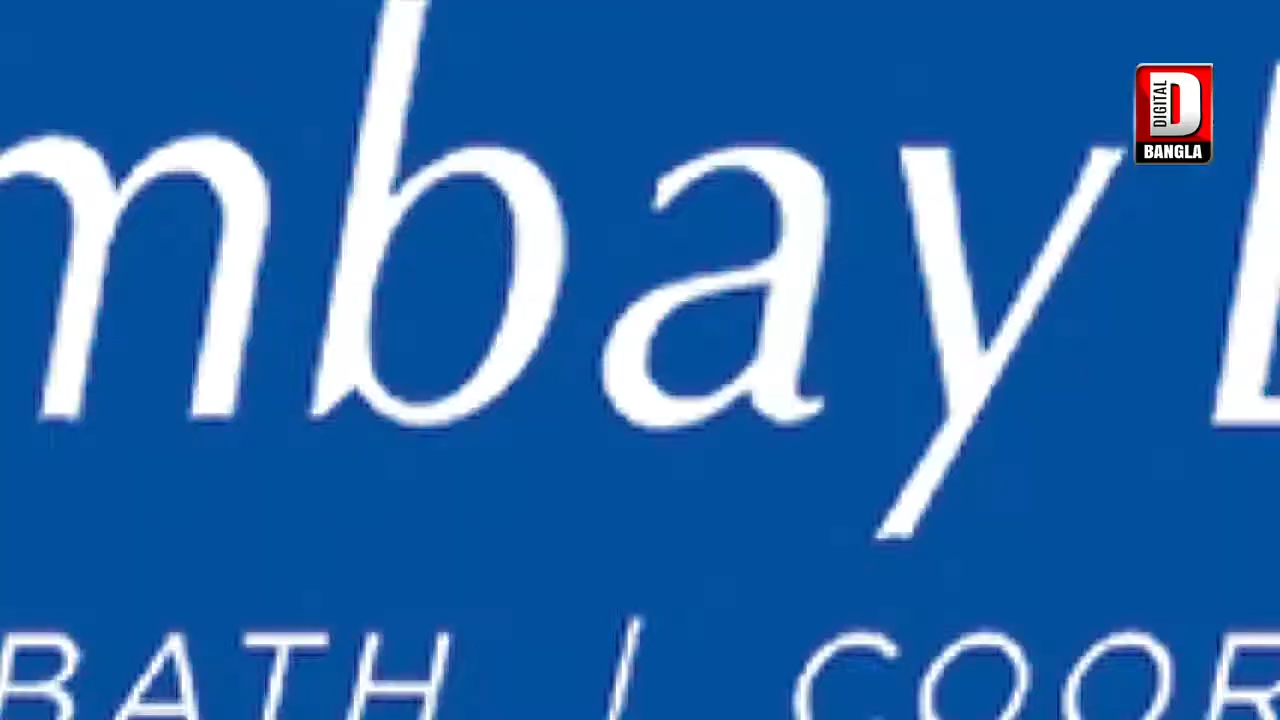 DIGITAL
D
BANGLA
mbay
BATH | COOR